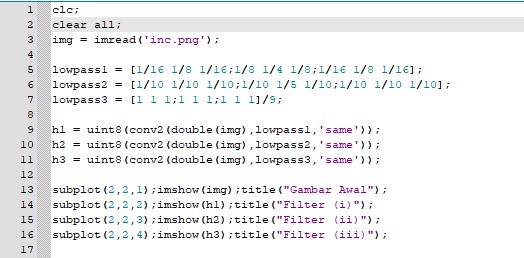 1 clc;
2 clear all;
3 img = imread('inc.png');
4
5 lowpass1 = [1/16 1/8 1/16;1/8 1/4 1/8;1/16 1/8 1/16];
6 lowpass2 = [1/10 1/10 1/10;1/10 1/5 1/10;1/10 1/10 1/10];
7 lowpass3 = [1 1 1;1 1 1;1 1 1]/9;
8
9 h1 = uint8(conv2(double(img),lowpass1,'same'));
10 h2 = uint8(conv2(double(img),lowpass2,'same'));
11 h3 = uint8(conv2(double(img),lowpass3,'same'));
12
13 subplot(2,2,1);imshow(img);title("Gambar Awal");
14 subplot(2,2,2);imshow(h1);title("Filter (i)");
15 subplot(2,2,3);imshow(h2);title("Filter (ii)");
16 subplot(2,2,4);imshow(h3);title("Filter (iii)");
17